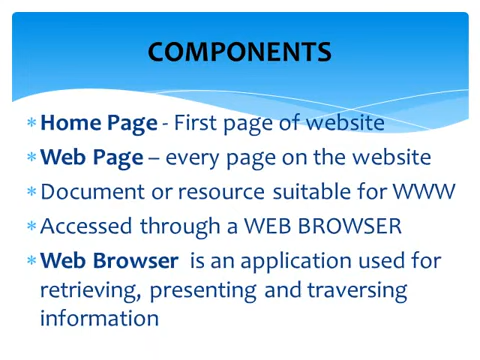 COMPONENTS
* Home Page - First page of website
* Web Page – every page on the website
* Document or resource suitable for WWW
* Accessed through a WEB BROWSER
* Web Browser is an application used for
retrieving, presenting and traversing
information